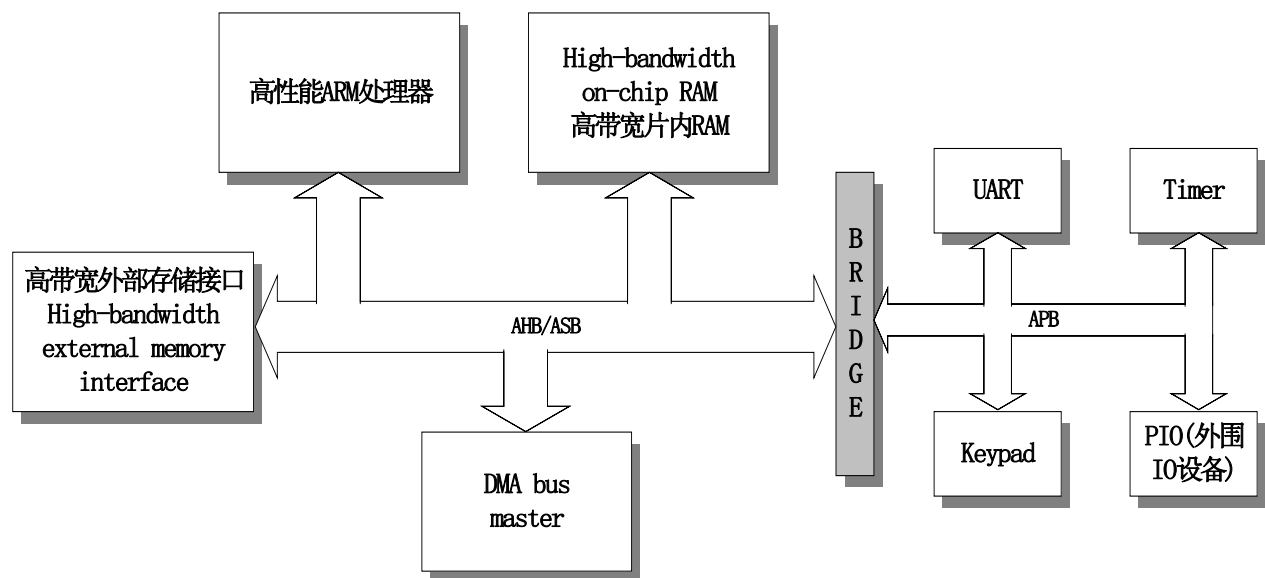 高性能ARM处理器
High-bandwidth
on-chip RAM
高带宽片内RAM
UART
Timer
高带宽外部存储接口
High-bandwidth
external memory
interface
AHB/ASB
B
R
I
D
G
E
APB
DMA bus
master
Keypad
PIO(外围
IO设备)